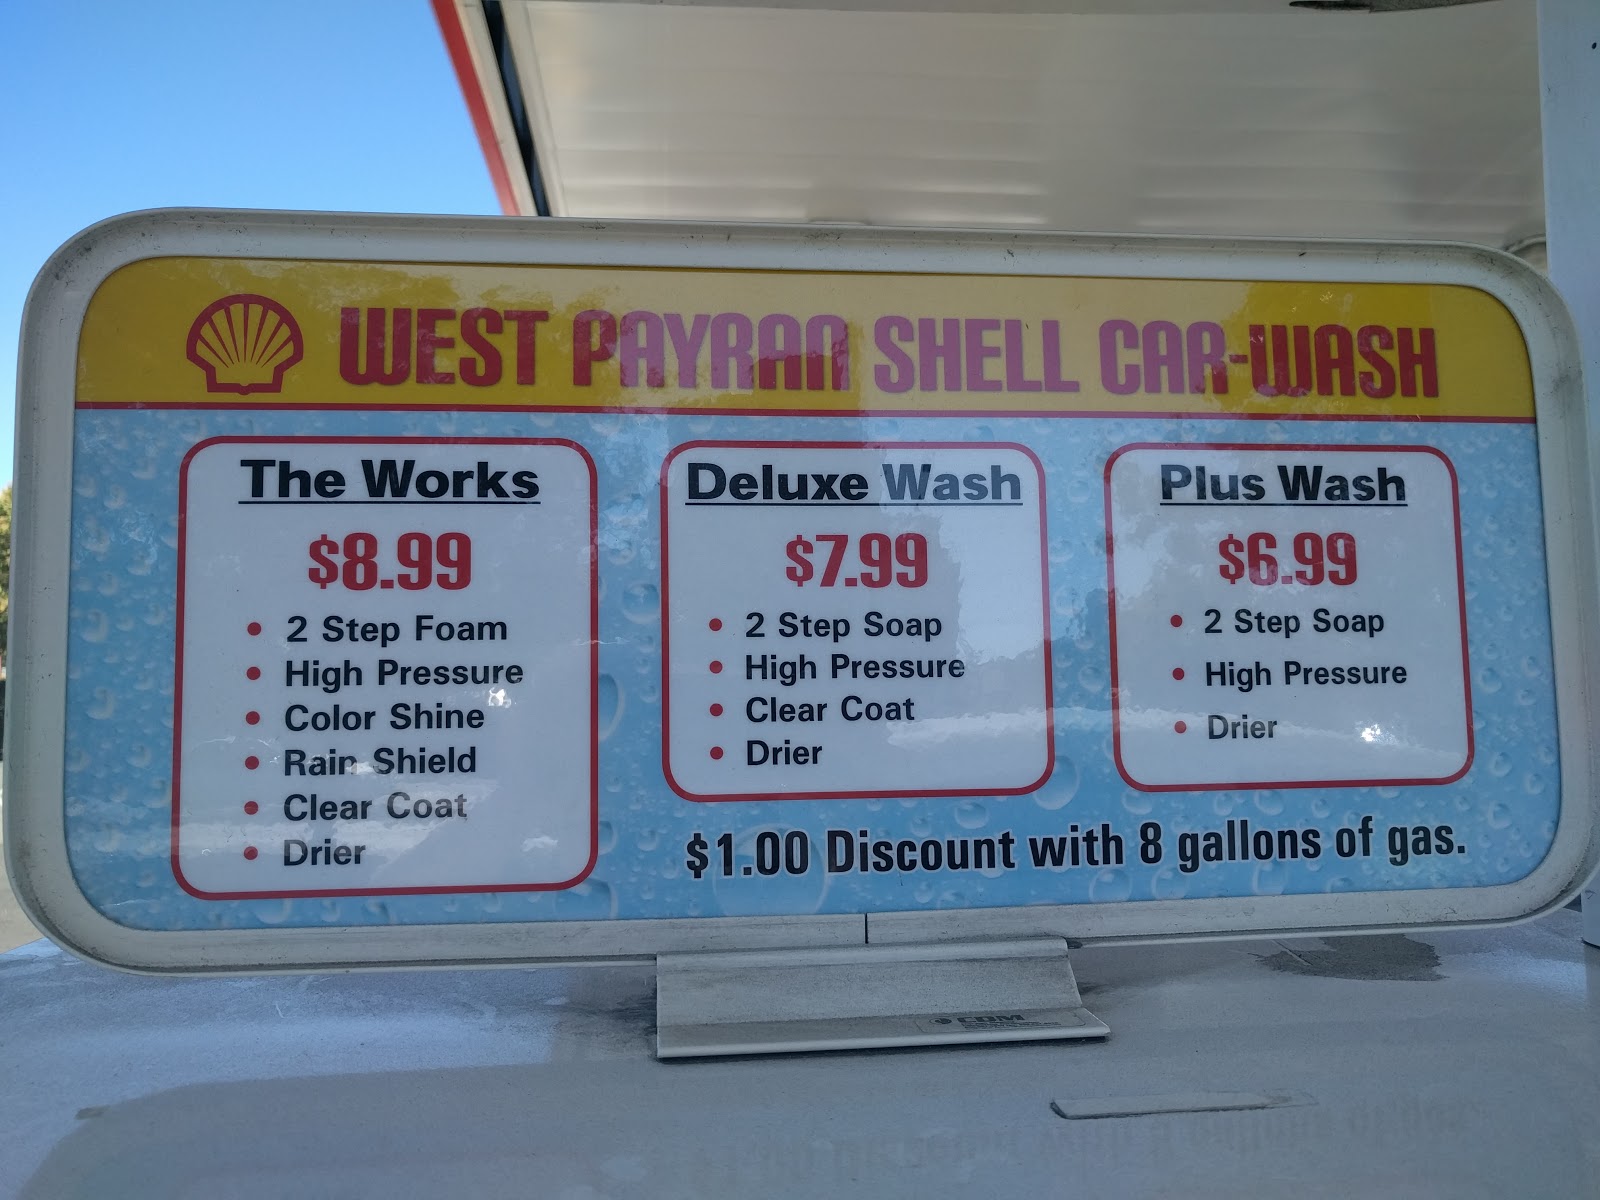 WEST PAYRAN SHELL CAR-WASH
The Works
$8.99
• 2 Step Foam
• High Pressure
• Color Shine
• Rain Shield
• Clear Coat
• Drier
Deluxe Wash
$7.99
• 2 Step Soap
• High Pressure
• Clear Coat
• Drier
Plus Wash
$6.99
• 2 Step Soap
• High Pressure
• Drier
$1.00 Discount with 8 gallons of gas.